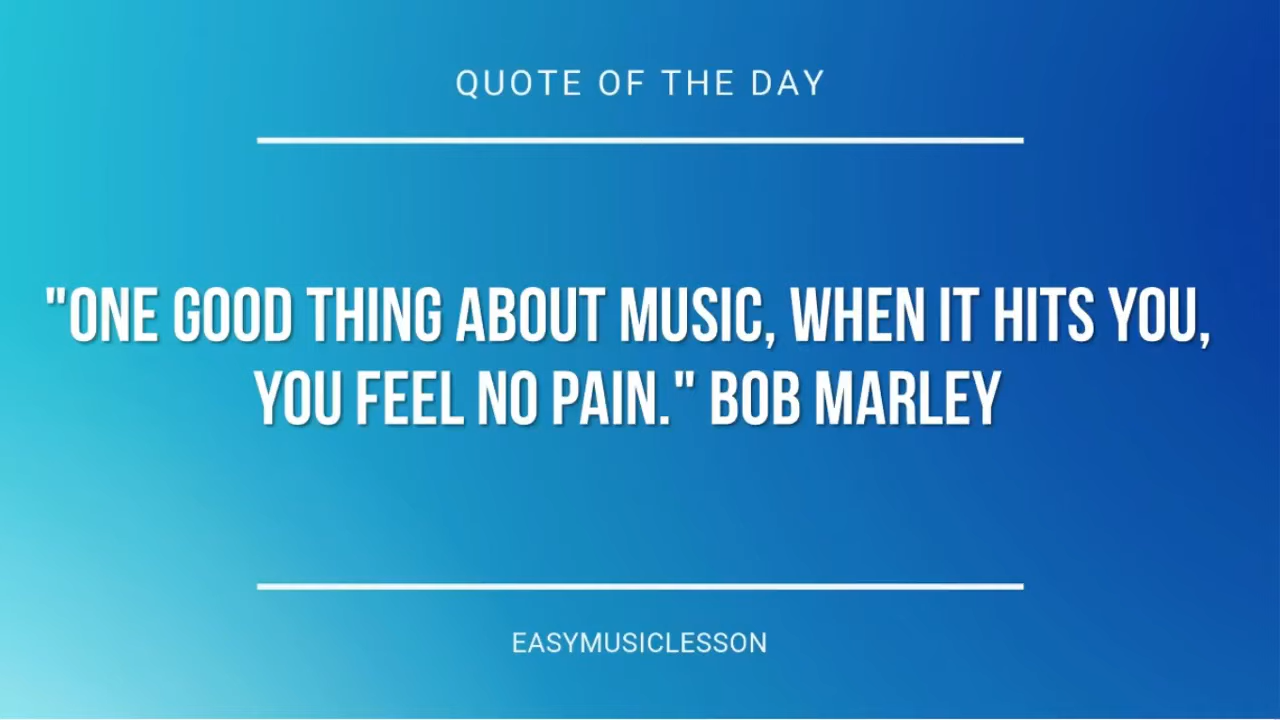 QUOTE OF THE DAY
"ONE GOOD THING ABOUT MUSIC, WHEN IT HITS YOU,
YOU FEEL NO PAIN." BOB MARLEY
EASYMUSICLESSON